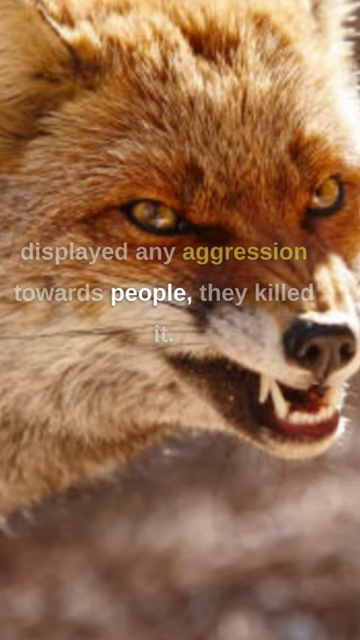 displayed any aggression
towards people, they killed
it.